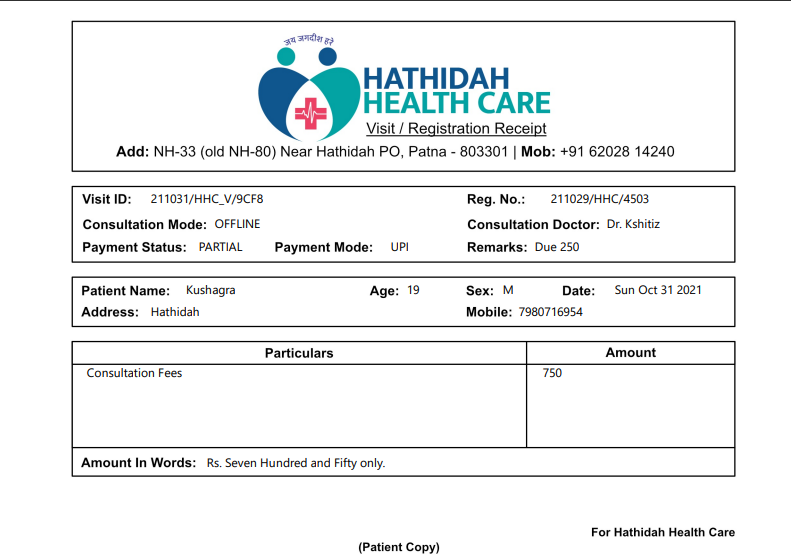 जय जगदीश हरे
HATHIDAH
HEALTH CARE
Visit / Registration Receipt
Add: NH-33 (old NH-80) Near Hathidah PO, Patna - 803301 | Mob: +91 62028 14240
Visit ID: 211031/HHC_V/9CF8 Reg. No.: 211029/HHC/4503
Consultation Mode: OFFLINE Consultation Doctor: Dr. Kshitiz
Payment Status: PARTIAL Payment Mode: UPI Remarks: Due 250
Patient Name: Kushagra Age: 19 Sex: M Date: Sun Oct 31 2021
Address: Hathidah Mobile: 7980716954
Particulars Amount
Consultation Fees 750
Amount In Words: Rs. Seven Hundred and Fifty only.
For Hathidah Health Care
(Patient Copy)